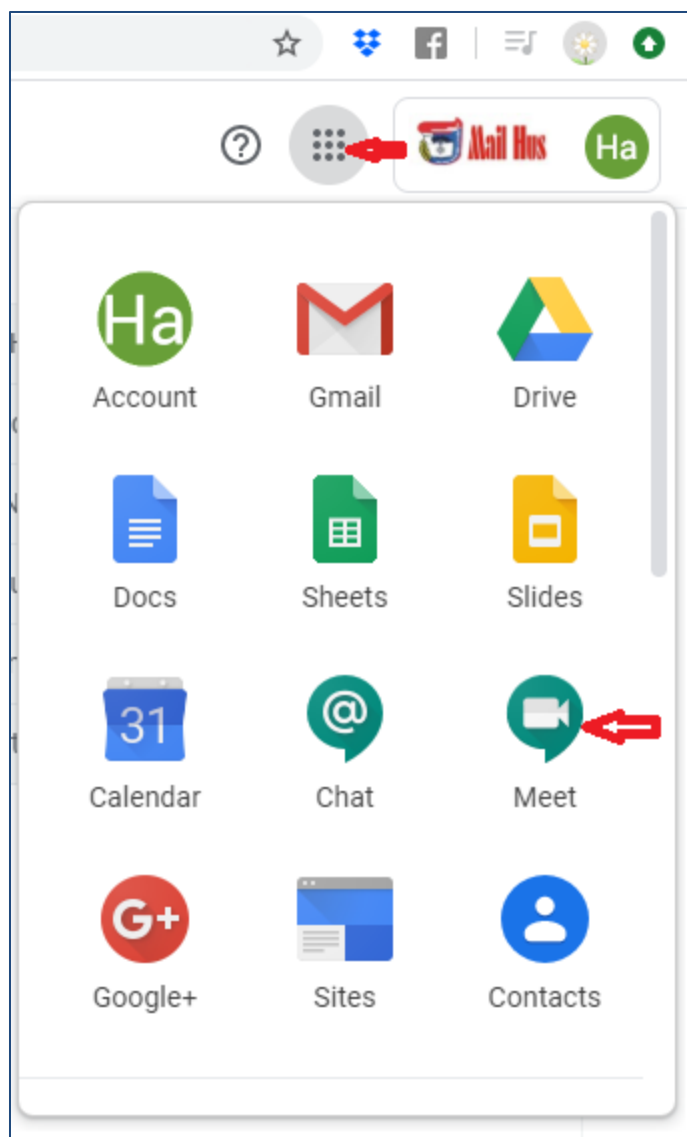 Mail Hus Ha
Ha
Account Gmail Drive
Docs Sheets Slides
31 @
Calendar Chat Meet
G+
Google+ Sites Contacts